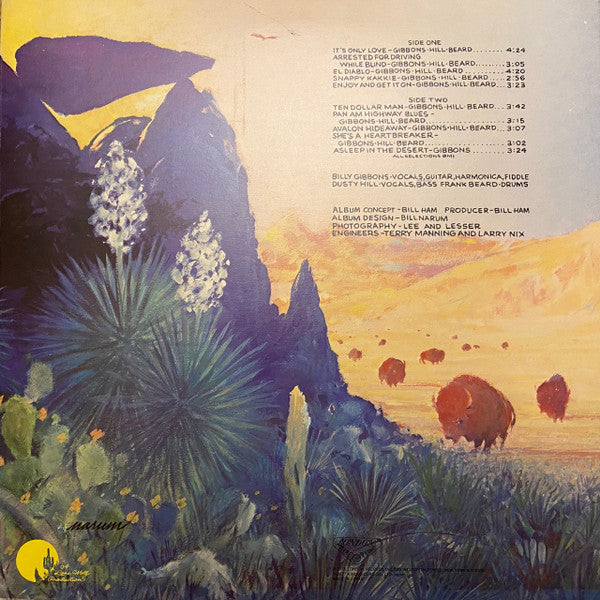 SIDE ONE
IT'S ONLY LOVE-GIBBONS·HILL·BEARD........ 4:24
ARRESTED FOR DRIVING
WHILE BLIND-GIBBONS·HILL·BEARD........ 3:05
EL DIABLO-GIBBONS·HILL·BEARD........... 4:20
SNAPPY KAKKIE-GIBBONS·HILL·BEARD..... 2:56
ENJOY AND GET IT ON-GIBBONS·HILL·BEARD.... 3:23
SIDE TWO
TEN DOLLAR MAN-GIBBONS·HILL·BEARD... 3:42
PAN AM HIGHWAY BLUES-
GIBBONS·HILL·BEARD.................. 3:15
AVALON HIDEAWAY-GIBBONS·HILL·BEARD.... 3:07
SHE'S A HEARTBREAKER-
GIBBONS·HILL·BEARD.................. 3:02
ASLEEP IN THE DESERT-GIBBONS.......... 3:24
ALL SELECTIONS BMI
BILLY GIBBONS·VOCALS, GUITAR, HARMONICA, FIDDLE
DUSTY HILL·VOCALS, BASS FRANK BEARD·DRUMS
ALBUM CONCEPT-BILL HAM PRODUCER-BILL HAM
ALBUM DESIGN-BILL NARUM
PHOTOGRAPHY-LEE AND LESSER
ENGINEERS-TERRY MANNING AND LARRY NIX
narum
Lone Wolf
Production
LONDON